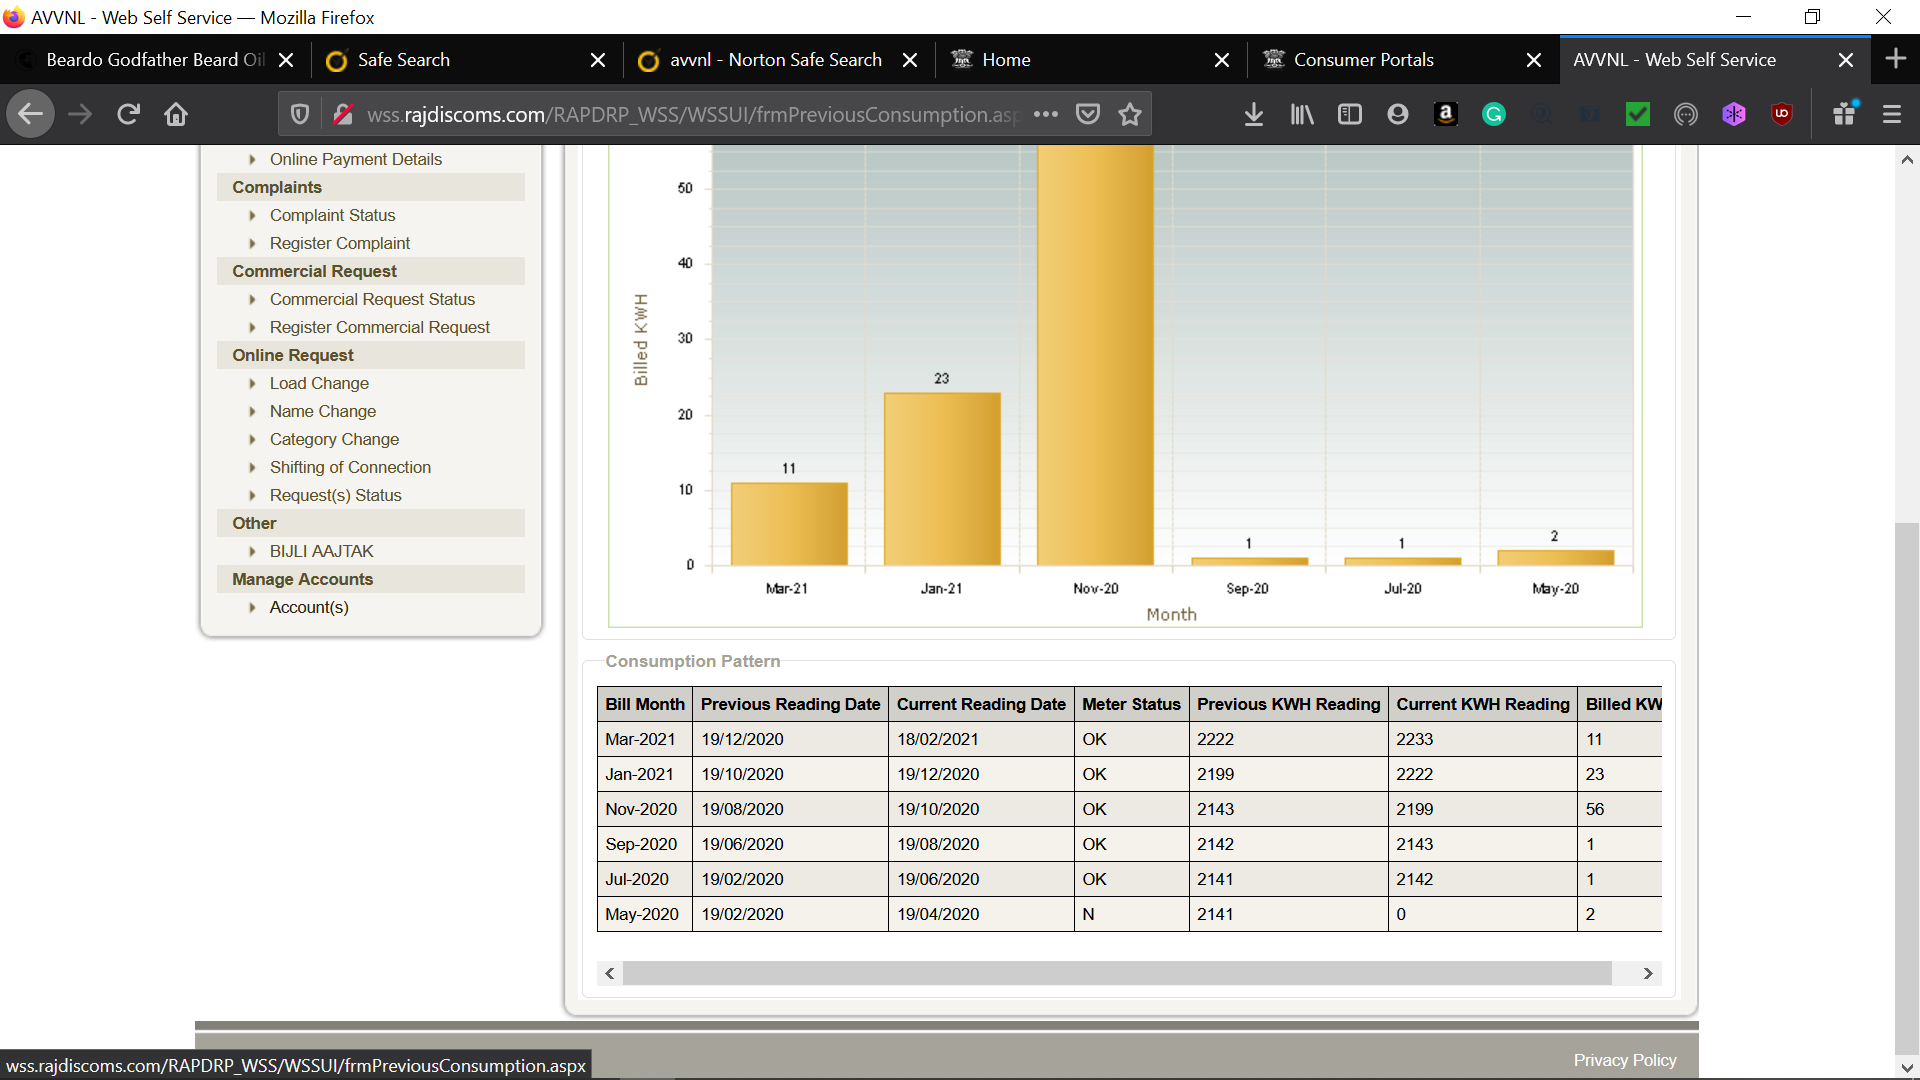 AVVNL - Web Self Service — Mozilla Firefox
Beardo Godfather Beard Oil
Safe Search
avvnl - Norton Safe Search
Home
Consumer Portals
AVVNL - Web Self Service
wss.rajdiscoms.com/RAPDRP_WSS/WSSUI/frmPreviousConsumption.asp
Online Payment Details
Complaints
Complaint Status
Register Complaint
Commercial Request
Commercial Request Status
Register Commercial Request
Online Request
Load Change
Name Change
Category Change
Shifting of Connection
Request(s) Status
Other
BIJLI AAJTAK
Manage Accounts
Account(s)
Billed KWH
50
40
30
20
10
0
11
23
1
1
2
Mar-21 Jan-21 Nov-20 Sep-20 Jul-20 May-20
Month
Consumption Pattern
Bill Month Previous Reading Date Current Reading Date Meter Status Previous KWH Reading Current KWH Reading Billed KW
Mar-2021 19/12/2020 18/02/2021 OK 2222 2233 11
Jan-2021 19/10/2020 19/12/2020 OK 2199 2222 23
Nov-2020 19/08/2020 19/10/2020 OK 2143 2199 56
Sep-2020 19/06/2020 19/08/2020 OK 2142 2143 1
Jul-2020 19/02/2020 19/06/2020 OK 2141 2142 1
May-2020 19/02/2020 19/04/2020 N 2141 0 2
Privacy Policy
wss.rajdiscoms.com/RAPDRP_WSS/WSSUI/frmPreviousConsumption.aspx